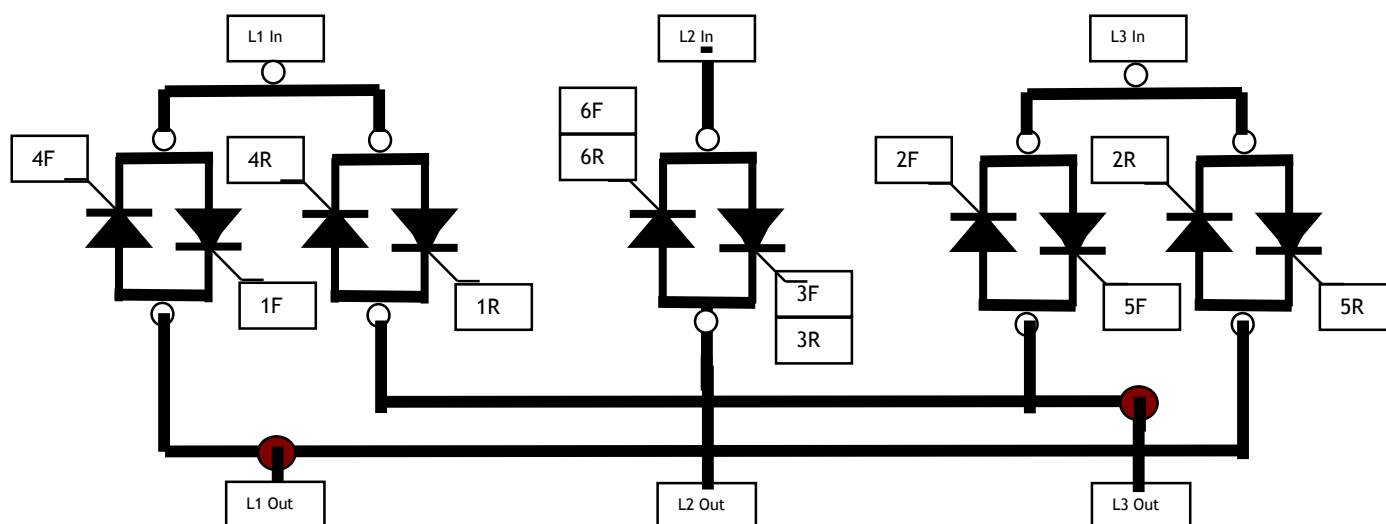 L1 In
L2 In
L3 In
6F
4F
4R
6R
2F
2R
1F
1R
3F
5F
5R
3R
L1 Out
L2 Out
L3 Out